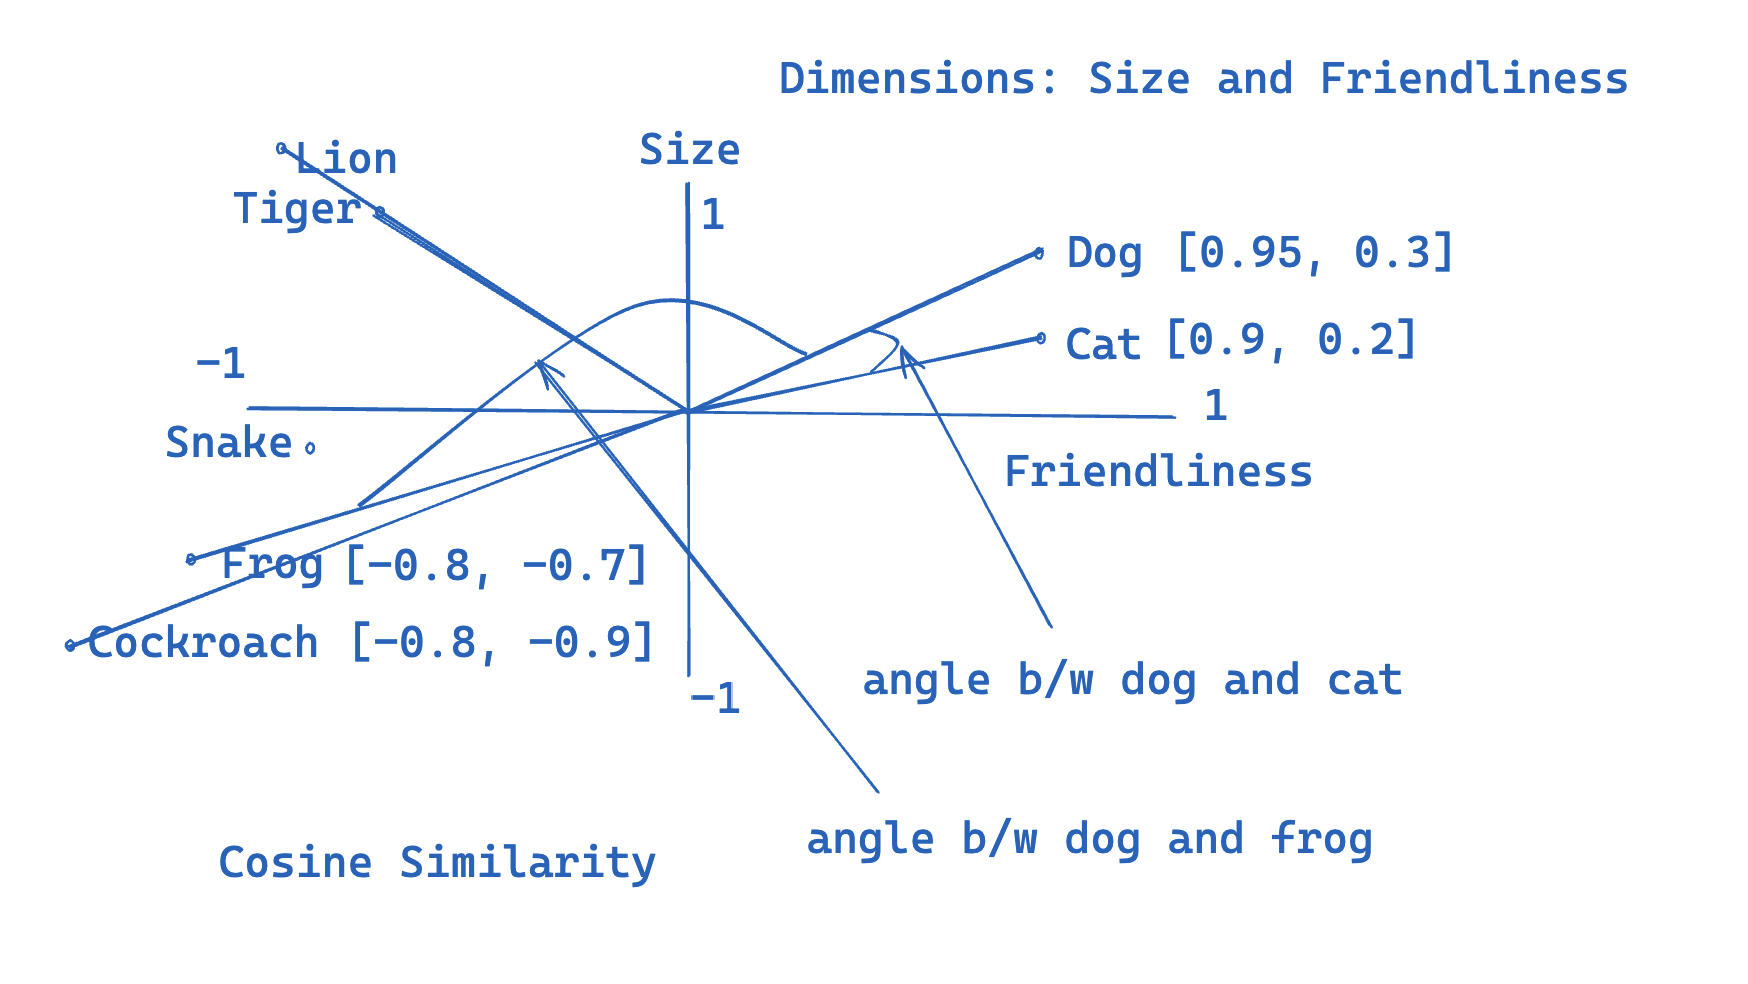 Dimensions: Size and Friendliness
Size
Lion
Tiger
1
Dog [0.95, 0.3]
Cat [0.9, 0.2]
-1
1
Snake
Friendliness
Frog [-0.8, -0.7]
Cockroach [-0.8, -0.9]
-1
angle b/w dog and cat
angle b/w dog and frog
Cosine Similarity